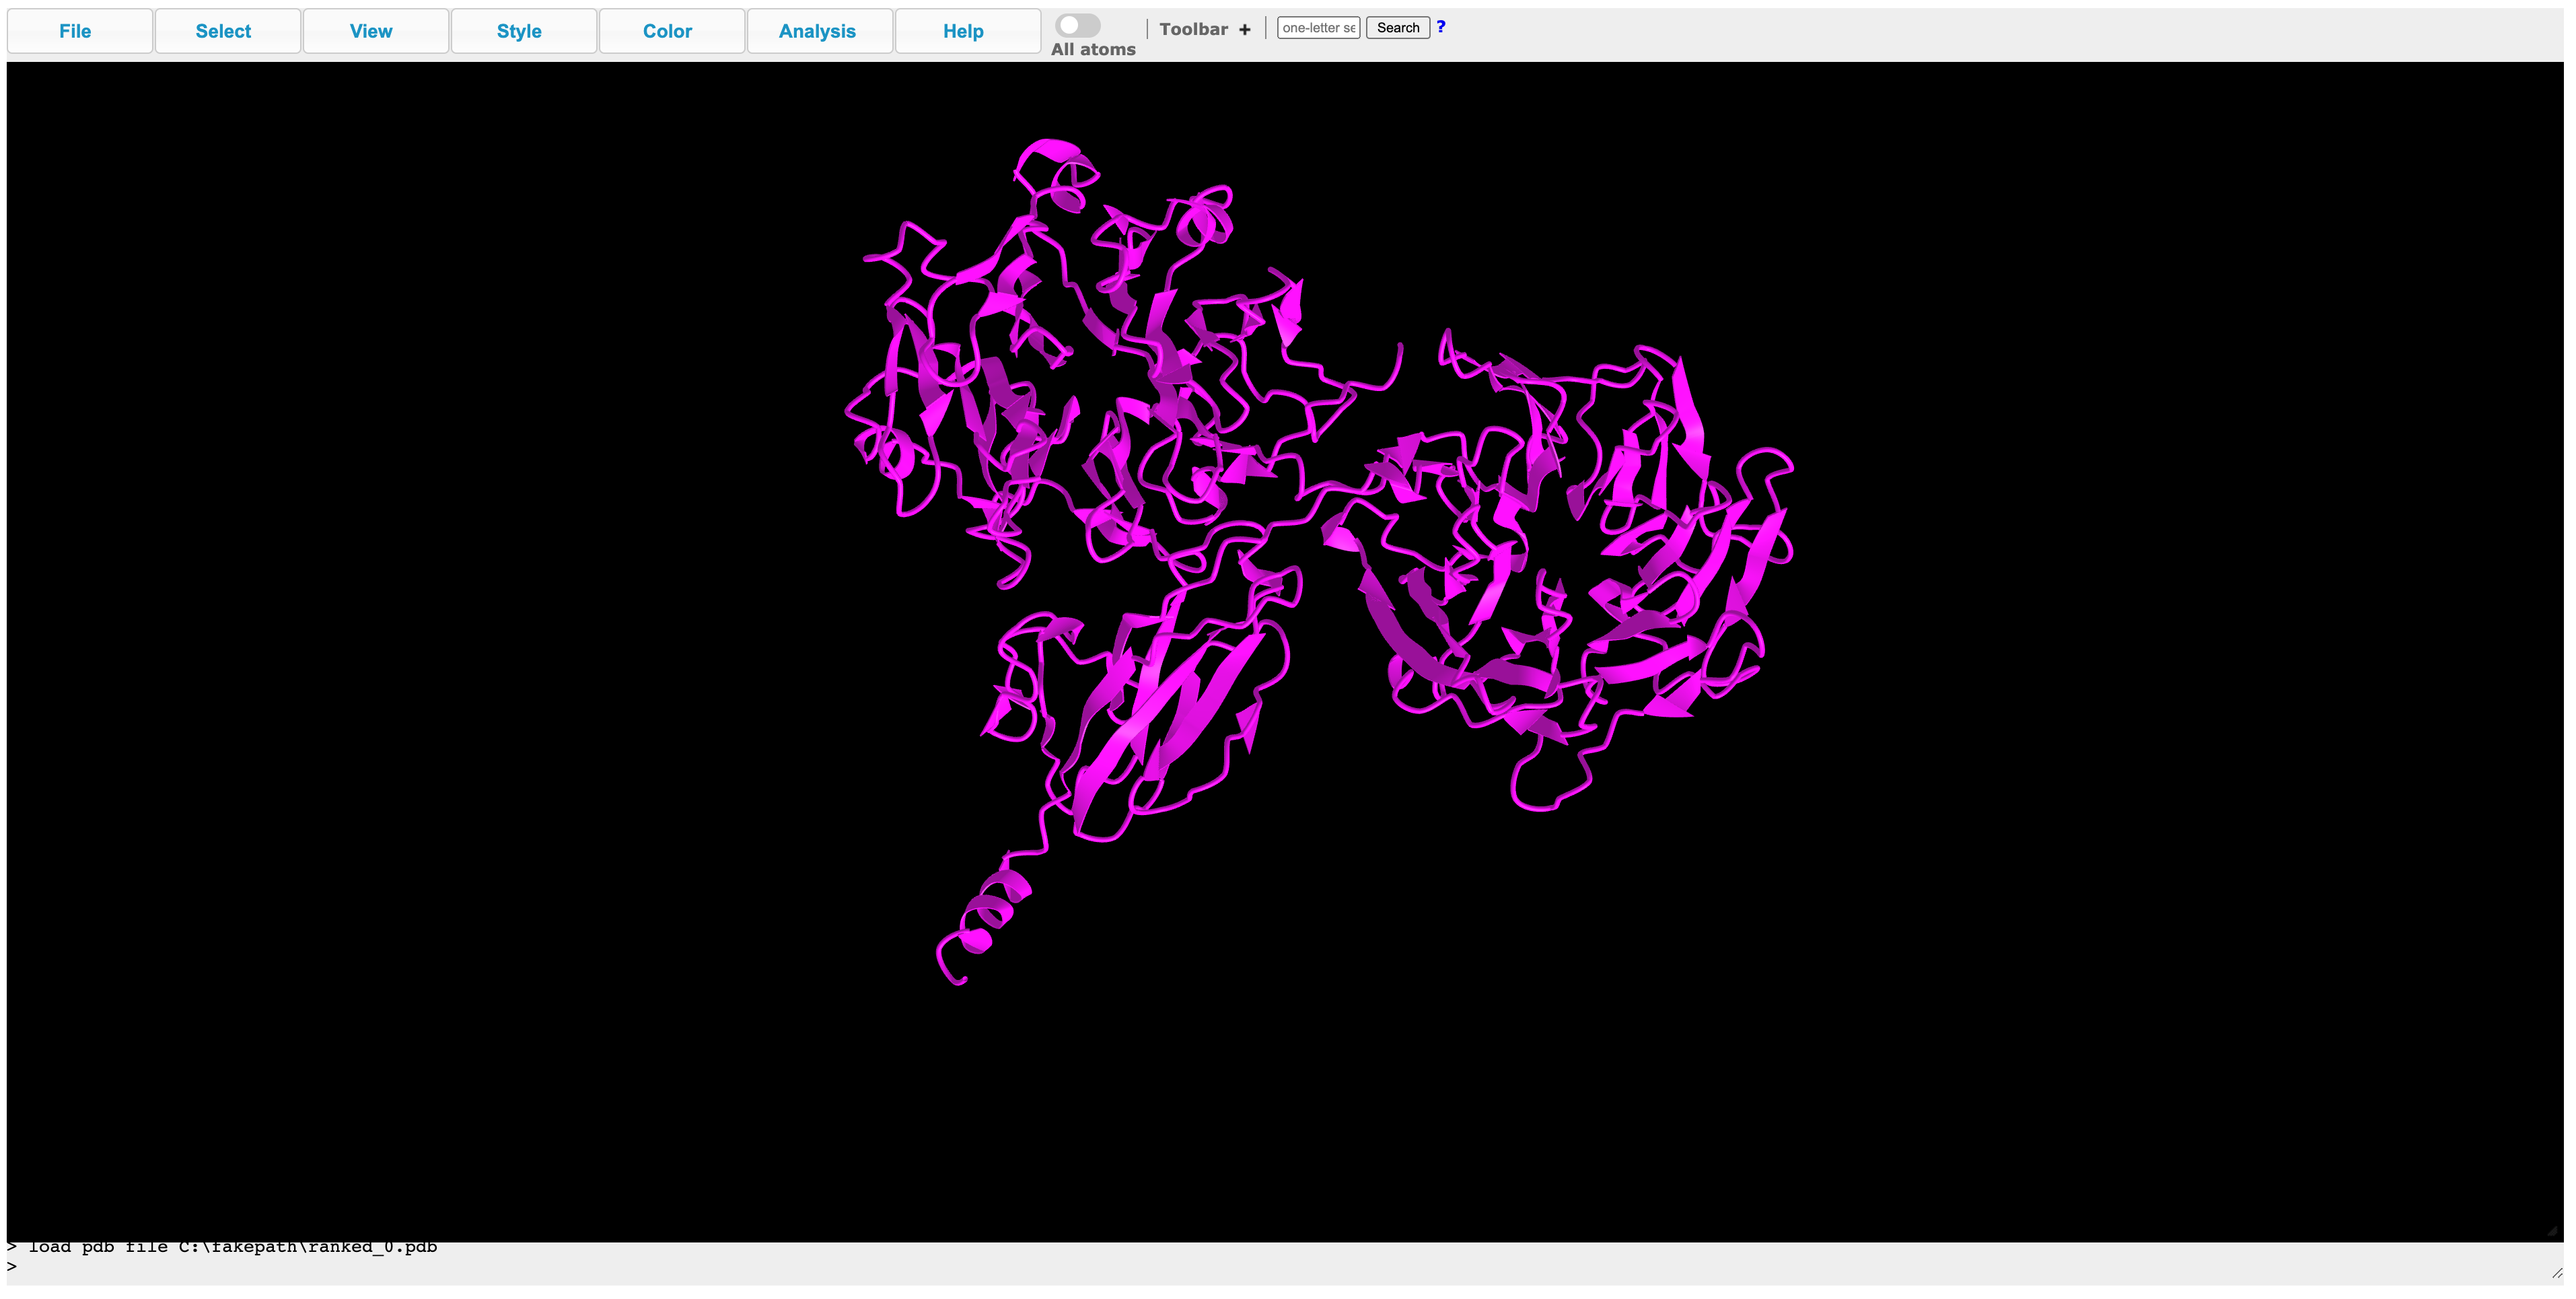 File Select View Style Color Analysis Help All atoms Toolbar + one-letter se Search ?
> load pdb file C:\fakepath\ranked_0.pdb
>